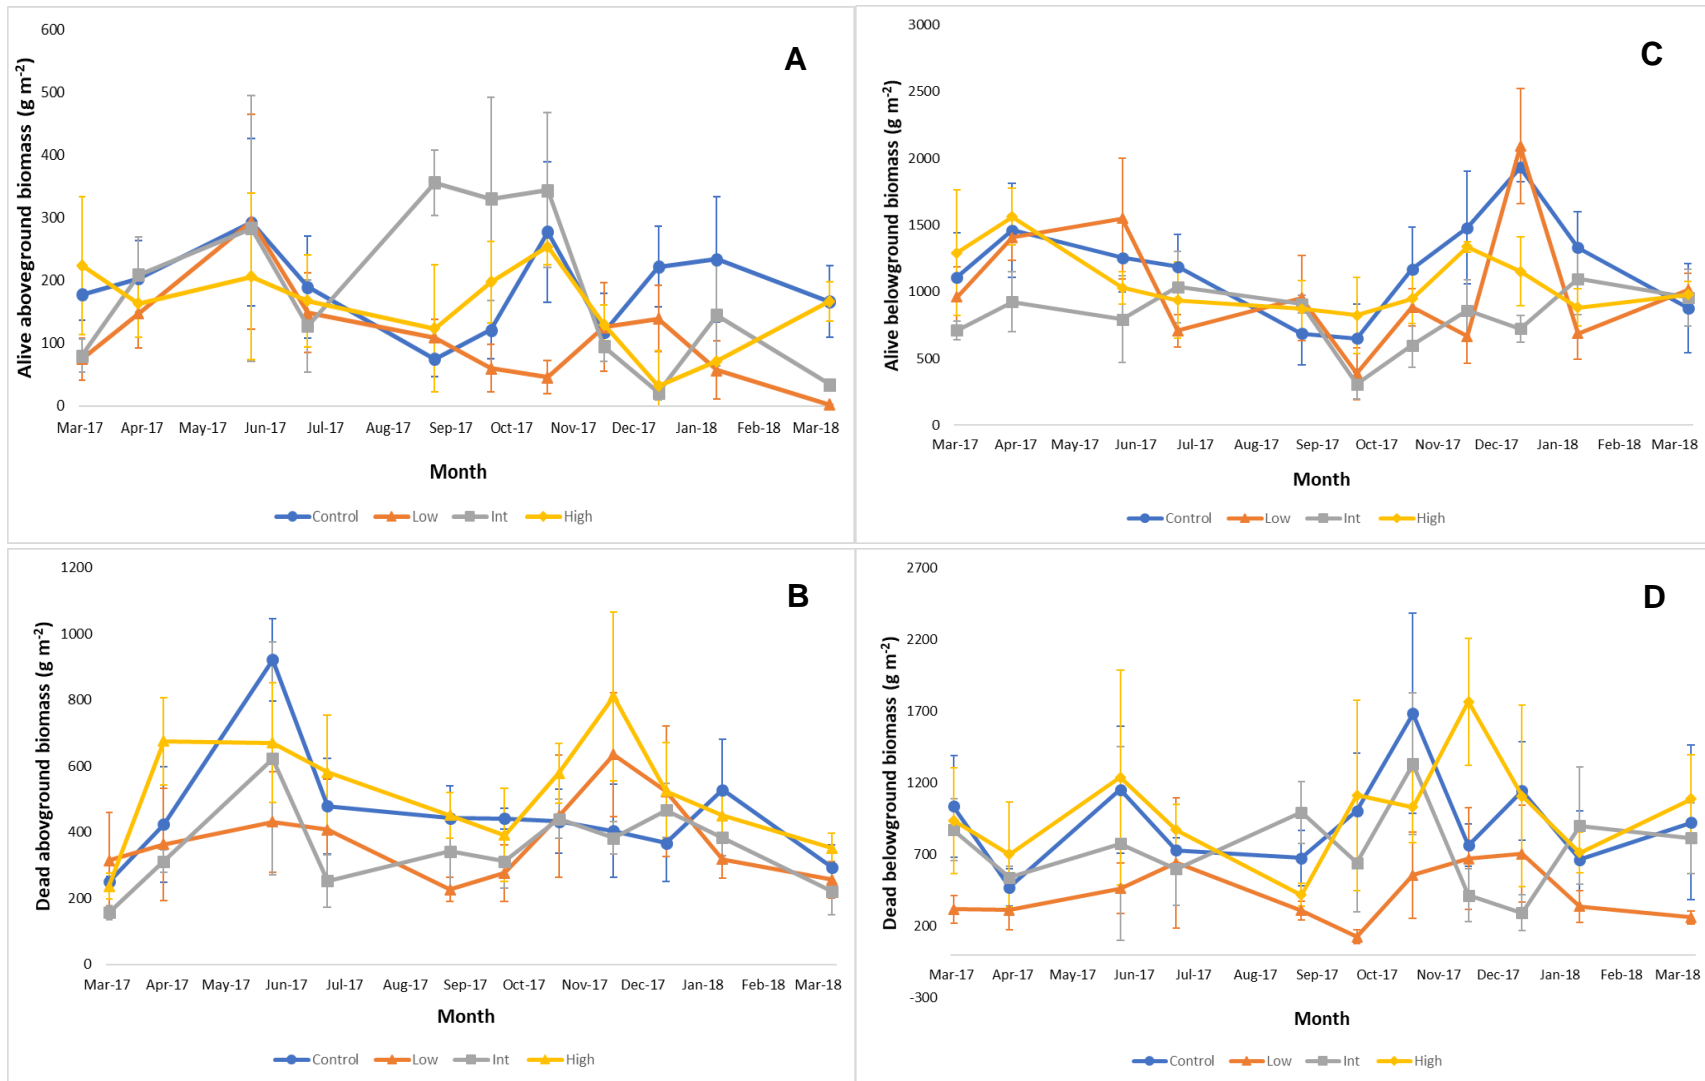 A
Alive aboveground biomass (g m-2)
600
500
400
300
200
100
0
Mar-17 Apr-17 May-17 Jun-17 Jul-17 Aug-17 Sep-17 Oct-17 Nov-17 Dec-17 Jan-18 Feb-18 Mar-18
Month
Control Low Int High
C
Alive belowground biomass (g m-2)
3000
2500
2000
1500
1000
500
0
Mar-17 Apr-17 May-17 Jun-17 Jul-17 Aug-17 Sep-17 Oct-17 Nov-17 Dec-17 Jan-18 Feb-18 Mar-18
Month
Control Low Int High
B
Dead abovground biomass (g m-2)
1200
1000
800
600
400
200
0
Mar-17 Apr-17 May-17 Jun-17 Jul-17 Aug-17 Sep-17 Oct-17 Nov-17 Dec-17 Jan-18 Feb-18 Mar-18
Month
Control Low Int High
D
Dead belowground biomass (g m-2)
2700
2200
1700
1200
700
200
-300
Mar-17 Apr-17 May-17 Jun-17 Jul-17 Aug-17 Sep-17 Oct-17 Nov-17 Dec-17 Jan-18 Feb-18 Mar-18
Month
Control Low Int High